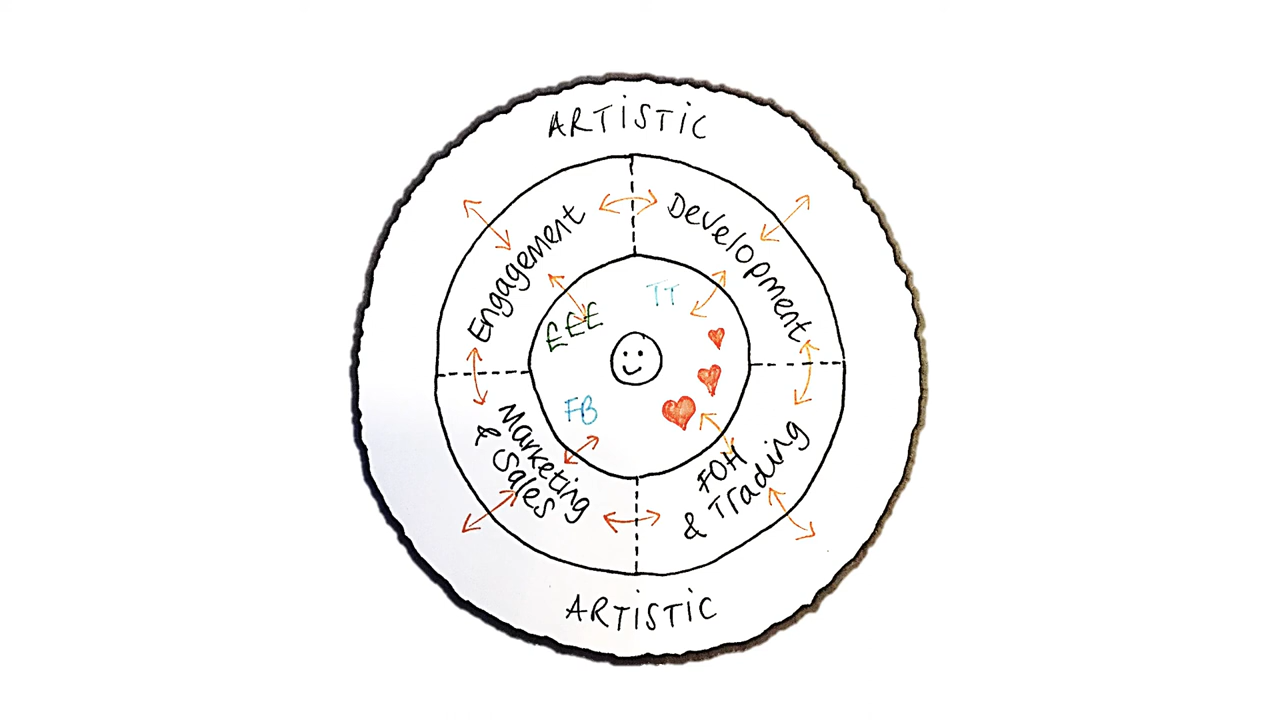 ARTiSTiC
Engagement
Development
£££
TT
FB
Marketing
& Sales
FOH
& Trading
ARTiSTiC